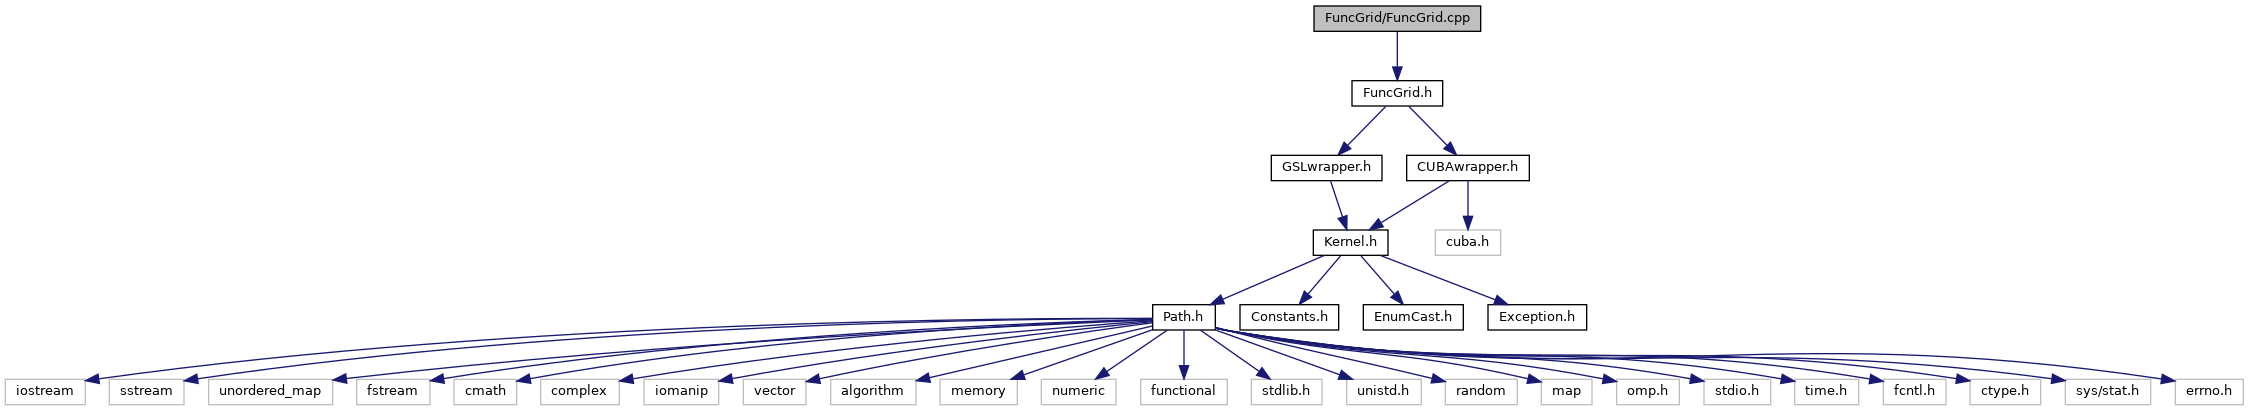 FuncGrid/FuncGrid.cpp
FuncGrid.h
GSLwrapper.h
CUBAwrapper.h
Kernel.h
cuba.h
Path.h
Constants.h
EnumCast.h
Exception.h
iostream
sstream
unordered_map
fstream
cmath
complex
iomanip
vector
algorithm
memory
numeric
functional
stdlib.h
unistd.h
random
map
omp.h
stdio.h
time.h
fcntl.h
ctype.h
sys/stat.h
errno.h